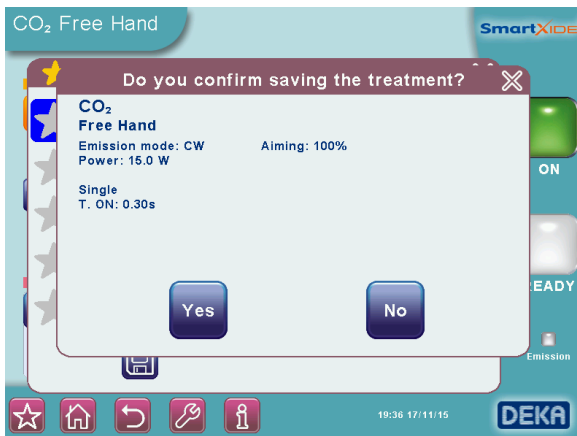 CO₂ Free Hand
SmartXIDE
Do you confirm saving the treatment?
CO₂
Free Hand
Emission mode: CW Aiming: 100%
Power: 15.0 W
Single
T. ON: 0.30s
ON
EADY
Yes No
Emission
19:36 17/11/15
DEKA